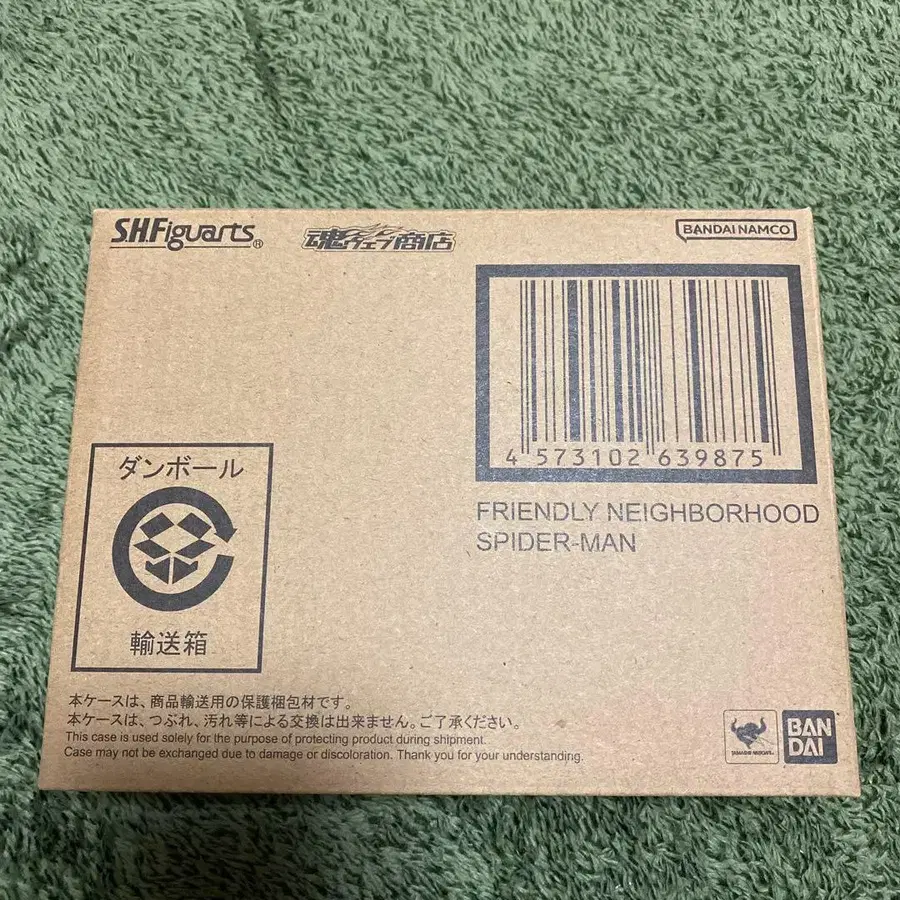 S.H.Figuarts®
魂ウェブ商店
BANDAI NAMCO
4 573102 639875
FRIENDLY NEIGHBORHOOD
SPIDER-MAN
ダンボール
輸送箱
本ケースは、商品輸送用の保護梱包材です。
本ケースは、つぶれ、汚れ等による交換は出来ません。ご了承ください。
This case is used solely for the purpose of protecting product during shipment.
Case may not be exchanged due to damage or discoloration. Thank you for your understanding.
TAMASHII NATIONS
BAN
DAI